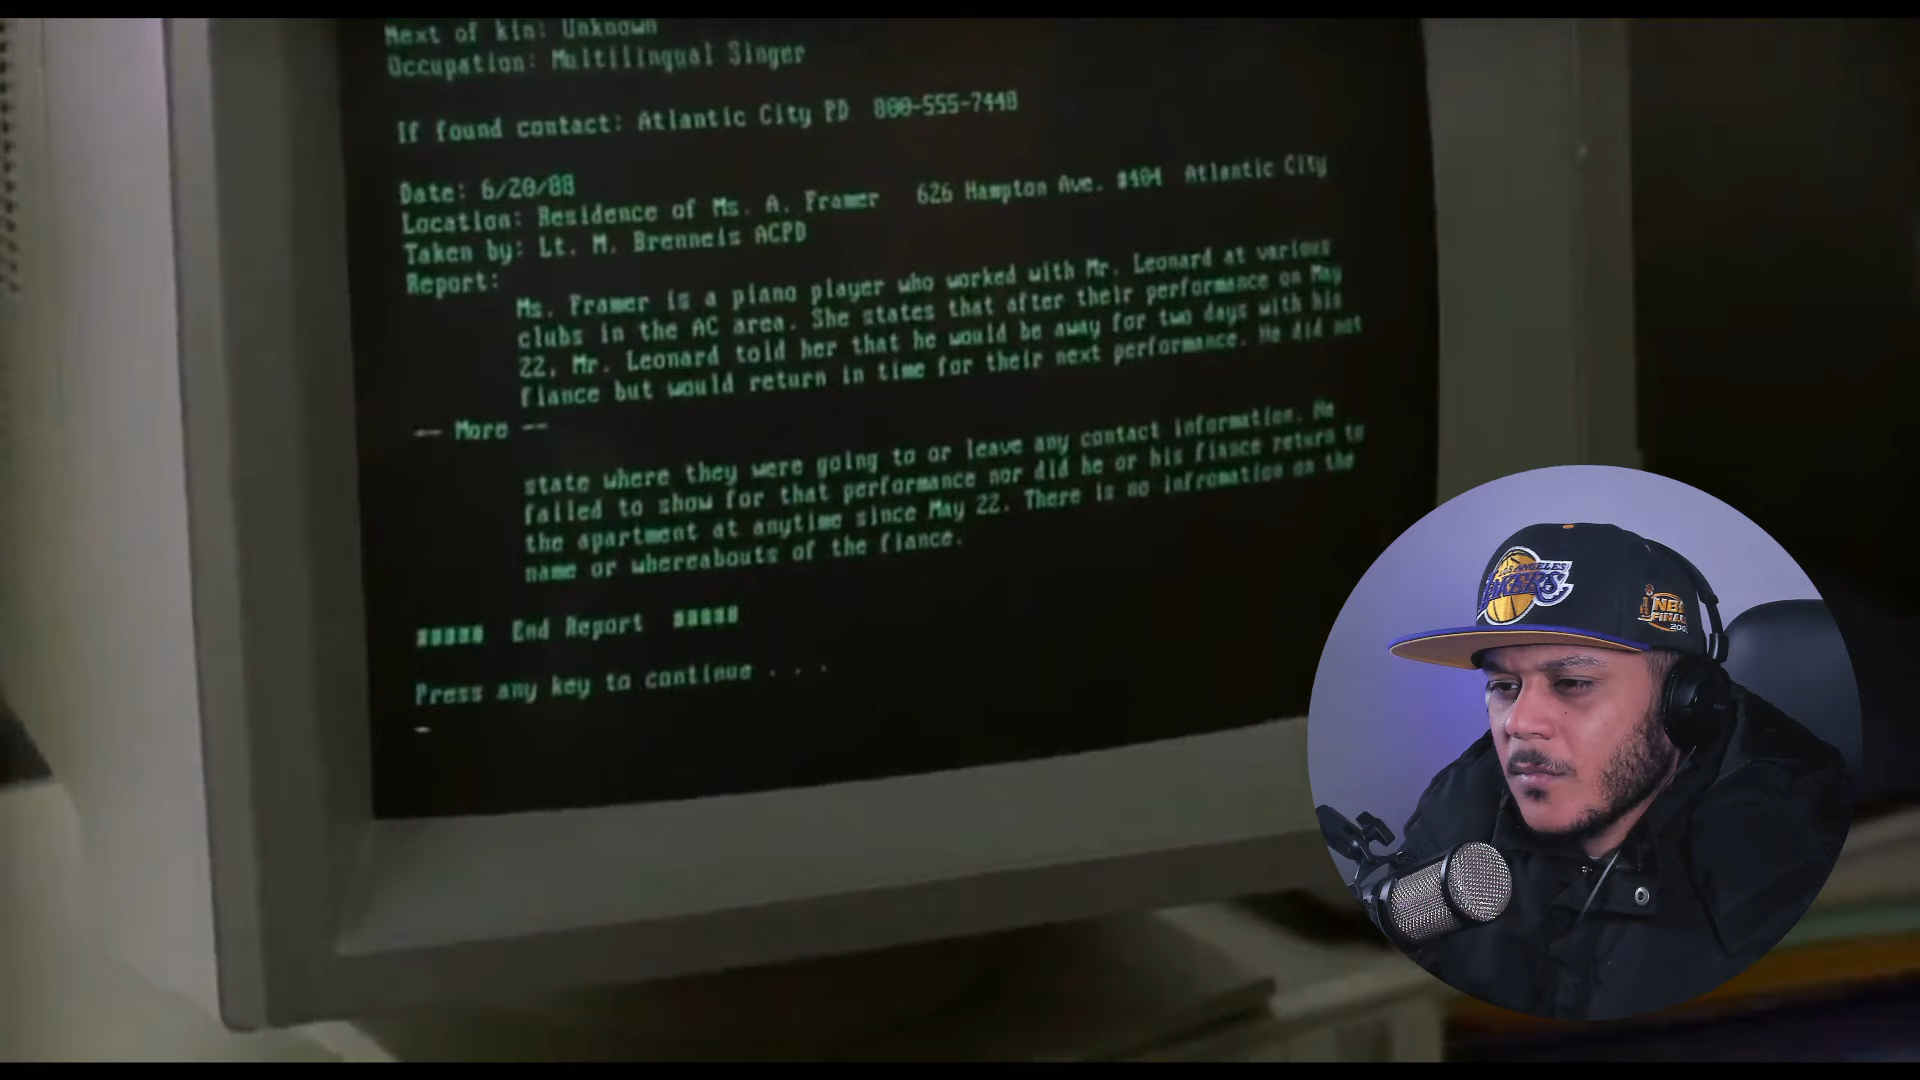 Next of kin: Unknown
Occupation: Multilingual Singer
If found contact: Atlantic City PD 800-555-7448
Date: 6/20/88
Location: Residence of Ms. A. Framer 626 Hampton Ave. #404 Atlantic City
Taken by: Lt. M. Brenneis ACPD
Report:
Ms. Framer is a piano player who worked with Mr. Leonard at various
clubs in the AC area. She states that after their performance on May
22, Mr. Leonard told her that he would be away for two days with his
fiance but would return in time for their next performance. He did not
-- More --
state where they were going to or leave any contact information. He
failed to show for that performance nor did he or his fiance return to
the apartment at anytime since May 22. There is no infromation on the
name or whereabouts of the fiance.
##### End Report #####
Press any key to continue . . .
LOS ANGELES
LAKERS
NBA
FINALS